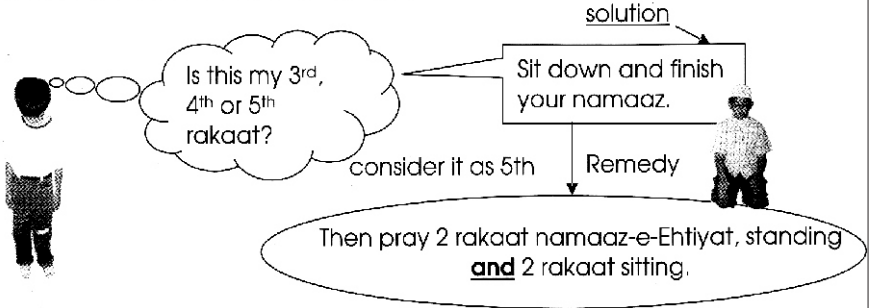 solution
Is this my 3rd,
4th or 5th
rakaat?
Sit down and finish
your namaaz.
consider it as 5th
Remedy
Then pray 2 rakaat namaaz-e-Ehtiyat, standing
and 2 rakaat sitting.